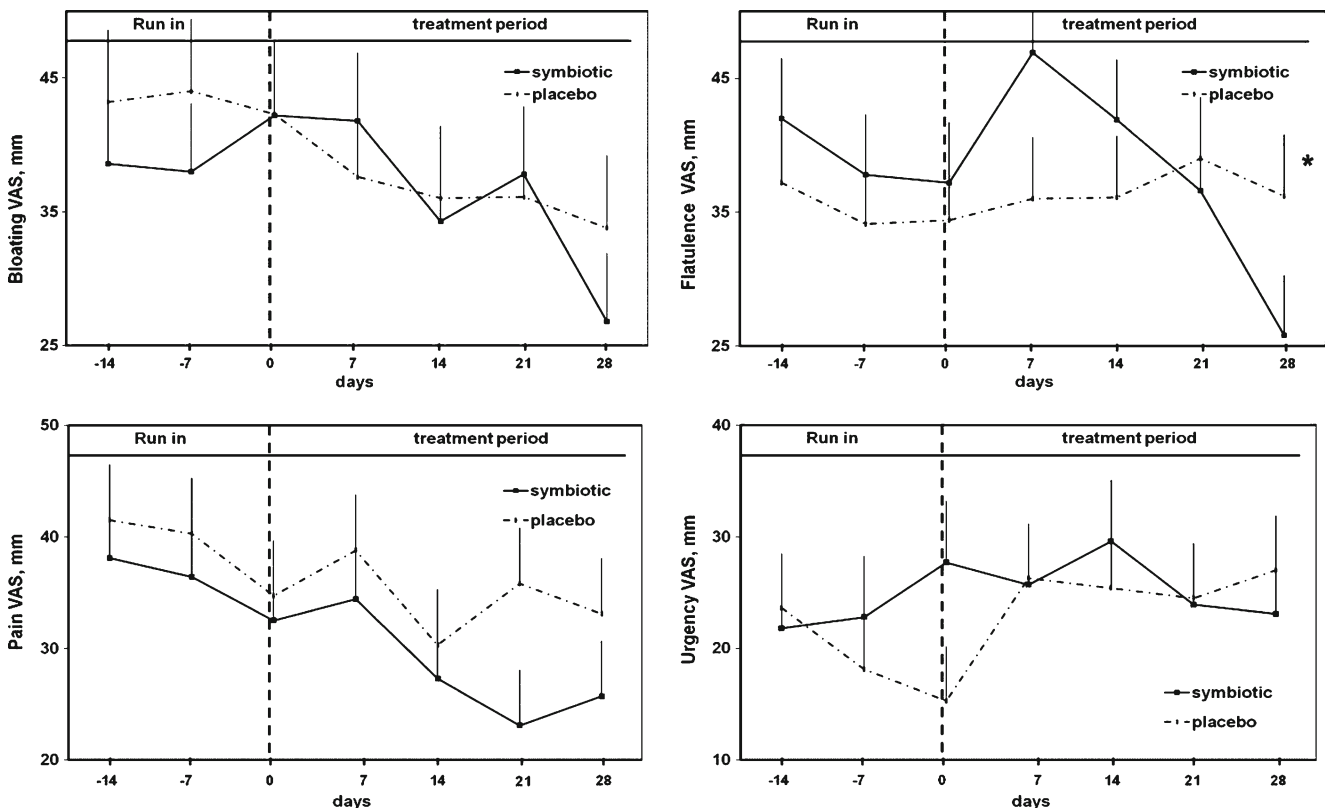 Run in treatment period
45
symbiotic
placebo
35
25
Bloating VAS, mm
-14 -7 0 7 14 21 28
days
Run in treatment period
45
symbiotic
placebo
*
35
25
Flatulence VAS, mm
-14 -7 0 7 14 21 28
days
50
Run in treatment period
symbiotic
placebo
40
30
20
Pain VAS, mm
-14 -7 0 7 14 21 28
days
40
Run in treatment period
30
20
symbiotic
placebo
10
Urgency VAS, mm
-14 -7 0 7 14 21 28
days